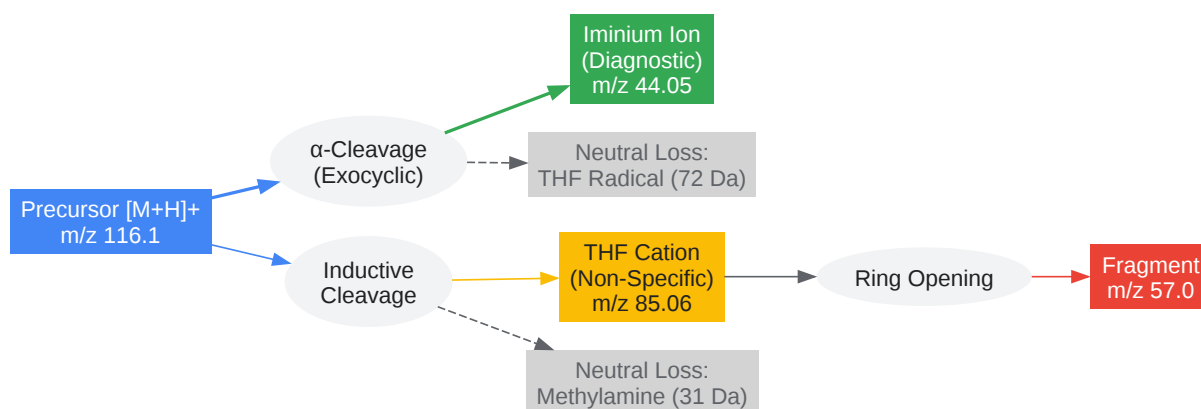 Iminium Ion
(Diagnostic)
m/z 44.05
α-Cleavage
(Exocyclic)
Neutral Loss:
THF Radical (72 Da)
Precursor [M+H]+
m/z 116.1
Inductive
Cleavage
THF Cation
(Non-Specific)
m/z 85.06
Ring Opening
Fragment
m/z 57.0
Neutral Loss:
Methylamine (31 Da)